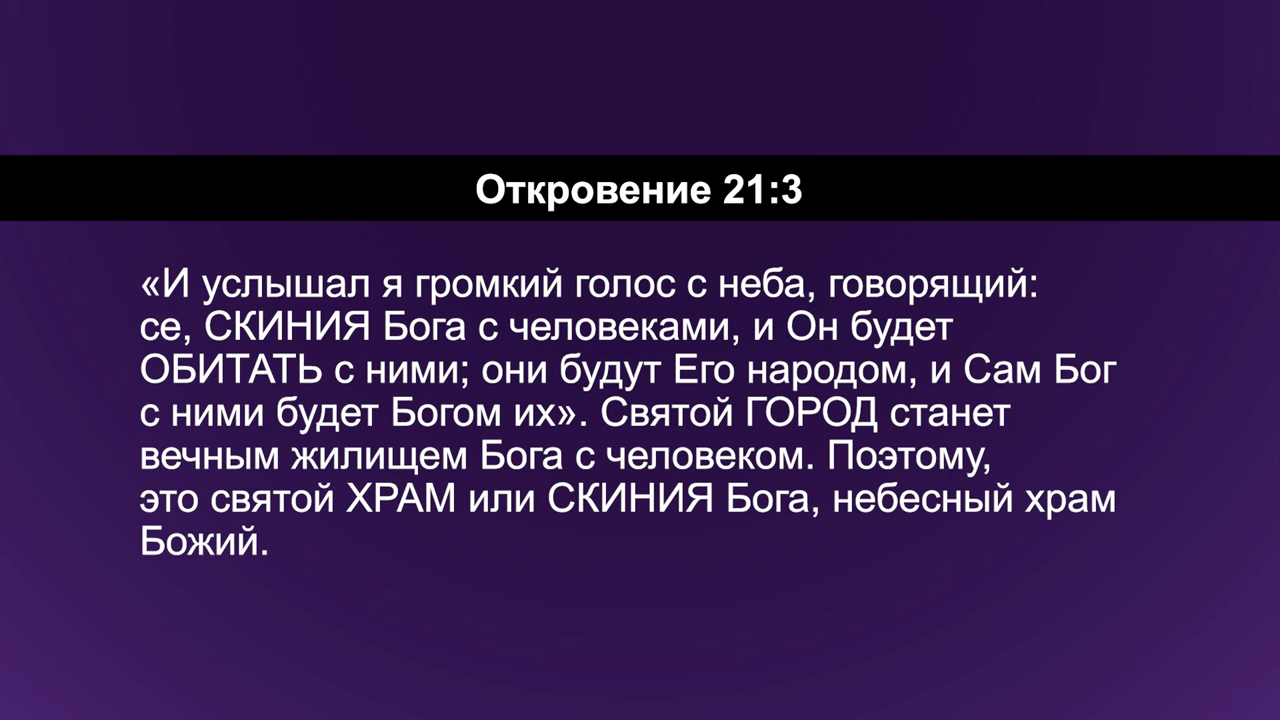 Откровение 21:3
«И услышал я громкий голос с неба, говорящий:
се, СКИНИЯ Бога с человеками, и Он будет
ОБИТАТЬ с ними; они будут Его народом, и Сам Бог
с ними будет Богом их». Святой ГОРОД станет
вечным жилищем Бога с человеком. Поэтому,
это святой ХРАМ или СКИНИЯ Бога, небесный храм
Божий.